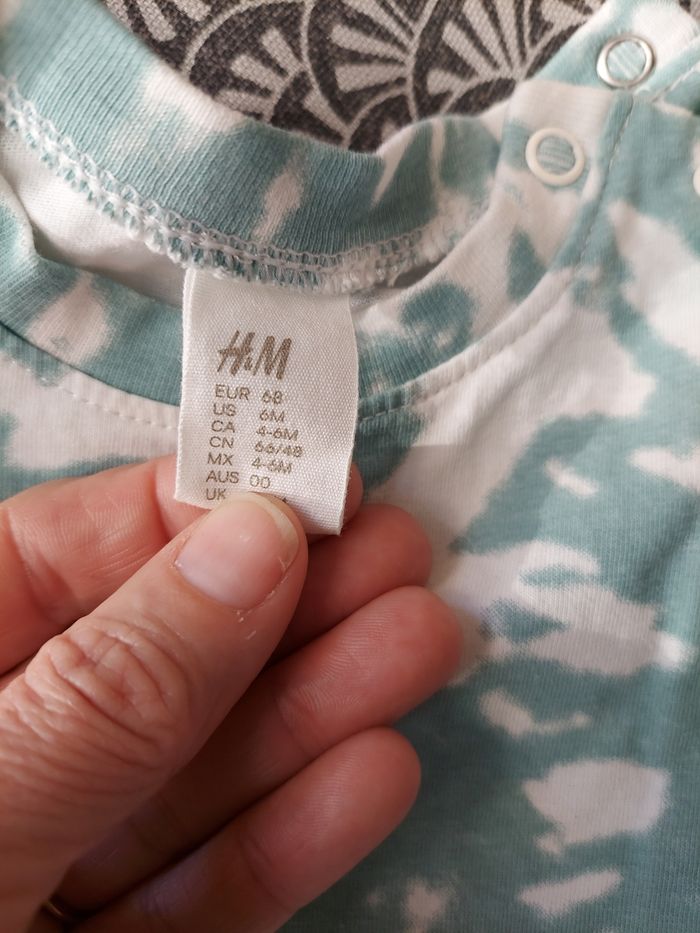 H&M
EUR 68
US 6M
CA 4-6M
CN 66/48
MX 4-6M
AUS 00
UK